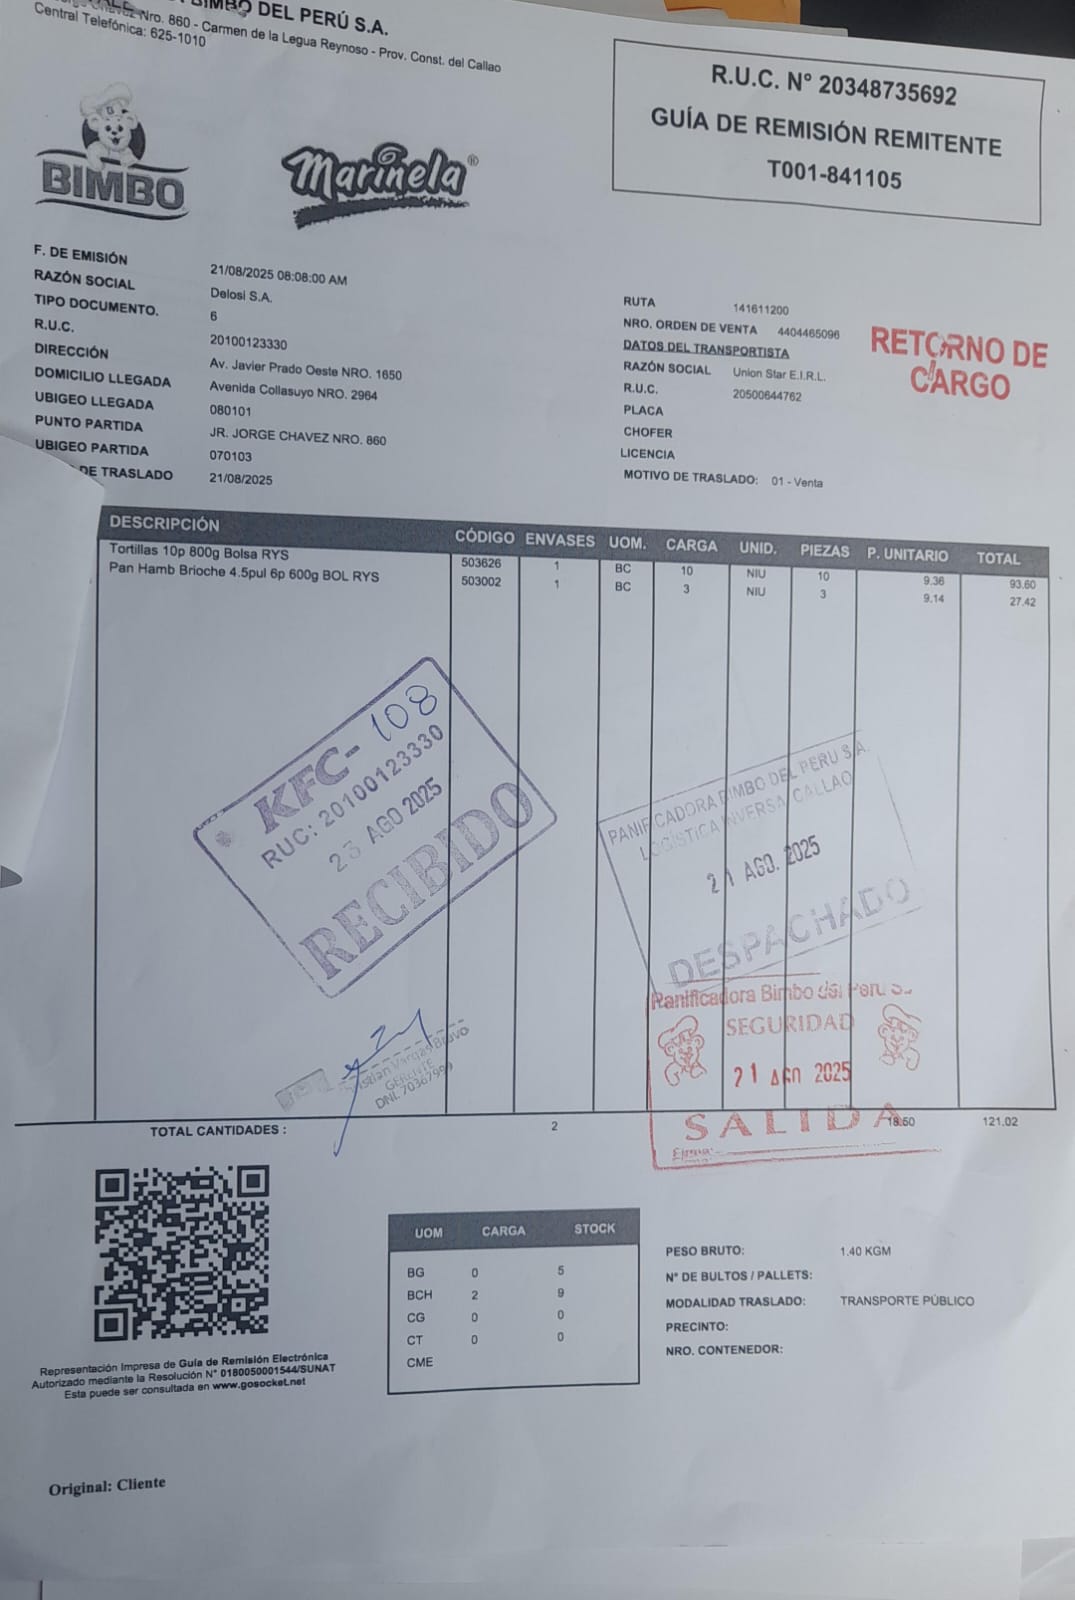 BIMBO DEL PERÚ S.A.
Nro. 860 - Carmen de la Legua Reynoso - Prov. Const. del Callao
Central Telefónica: 625-1010
BIMBO
Marinela®
R.U.C. N° 20348735692
GUÍA DE REMISIÓN REMITENTE
T001-841105
F. DE EMISIÓN 21/08/2025 08:08:00 AM
RAZÓN SOCIAL Delosi S.A.
TIPO DOCUMENTO. 6
R.U.C. 20100123330
DIRECCIÓN Av. Javier Prado Oeste NRO. 1650
DOMICILIO LLEGADA Avenida Collasuyo NRO. 2964
UBIGEO LLEGADA 080101
PUNTO PARTIDA JR. JORGE CHAVEZ NRO. 860
UBIGEO PARTIDA 070103
DE TRASLADO 21/08/2025
RUTA 141611200
NRO. ORDEN DE VENTA 4404465096
DATOS DEL TRANSPORTISTA
RAZÓN SOCIAL Union Star E.I.R.L.
R.U.C. 20500644762
PLACA
CHOFER
LICENCIA
MOTIVO DE TRASLADO: 01 - Venta
RETORNO DE
CARGO
DESCRIPCIÓN CÓDIGO ENVASES UOM. CARGA UNID. PIEZAS P. UNITARIO TOTAL
Tortillas 10p 800g Bolsa RYS 503626 1 BC 10 NIU 10 9.36 93.60
Pan Hamb Brioche 4.5pul 6p 600g BOL RYS 503002 1 BC 3 NIU 3 9.14 27.42
KFC- 108
RUC: 20100123330
23 AGO 2025
RECIBIDO
PANIFICADORA BIMBO DEL PERU S.A.
LOGÍSTICA INVERSA CALLAO
21 AGO. 2025
DESPACHADO
Panificadora Bimbo del Peru S.
SEGURIDAD
21 AGO 2025
SALIDA
Vargas Bravo
GERENTE
DNI. 70367999
TOTAL CANTIDADES : 2 18.50 121.02
UOM CARGA STOCK
BG 0 5
BCH 2 9
CG 0 0
CT 0 0
CME
PESO BRUTO: 1.40 KGM
N° DE BULTOS / PALLETS:
MODALIDAD TRASLADO: TRANSPORTE PÚBLICO
PRECINTO:
NRO. CONTENEDOR:
Representación Impresa de Guía de Remisión Electrónica
Autorizado mediante la Resolución N° 0180050001544/SUNAT
Esta puede ser consultada en www.gosocket.net
Original: Cliente